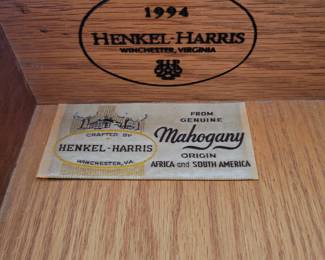 1994
HENKEL-HARRIS
WINCHESTER, VIRGINIA
HH
CRAFTED BY
HENKEL-HARRIS
WINCHESTER, VA.
FROM
GENUINE
Mahogany
ORIGIN
AFRICA and SOUTH AMERICA